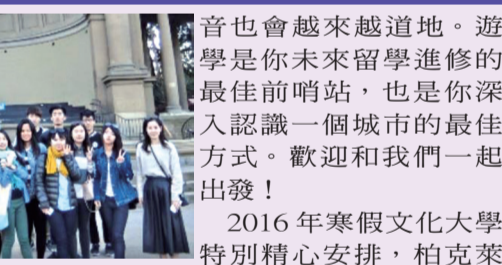 音也會越來越道地。遊
學是你未來留學進修的
最佳前哨站，也是你深
入認識一個城市的最佳
方式。歡迎和我們一起
出發！
2016年寒假文化大學
特別精心安排，柏克萊